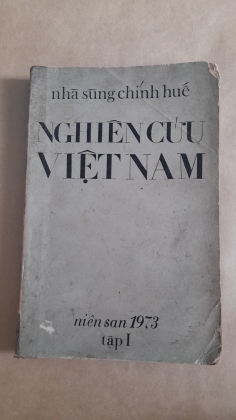 nhã sũng chính huế
NGHIÊN CỨU
VIỆT NAM
niên san 1973
tập I